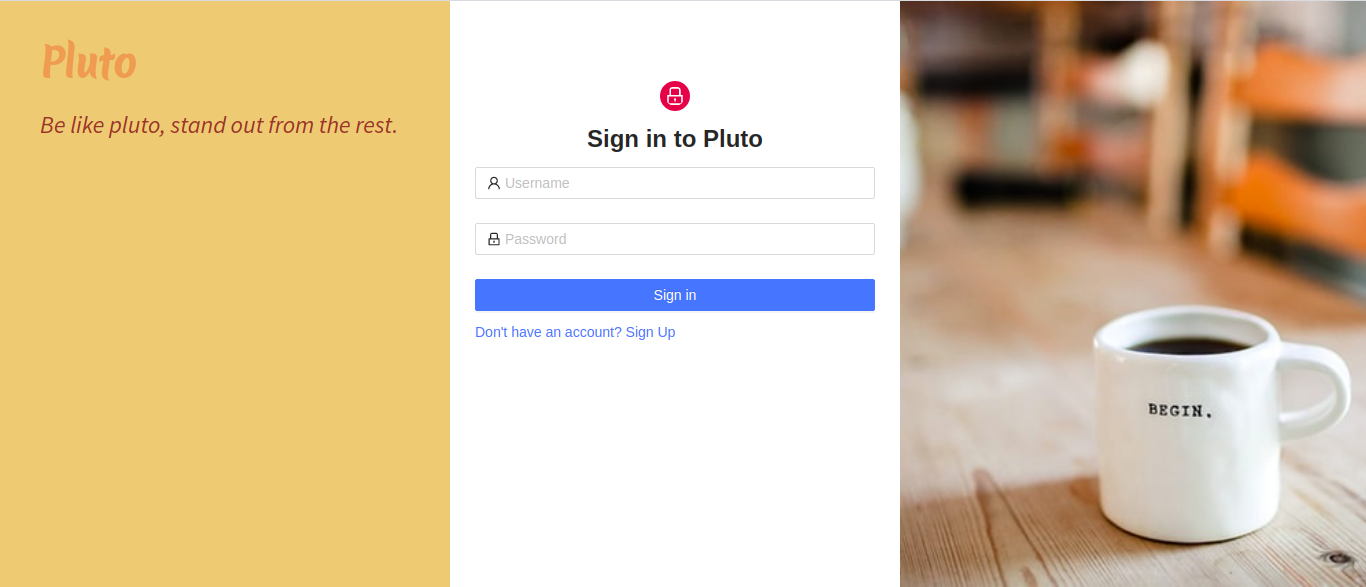 Pluto
Be like pluto, stand out from the rest.
Sign in to Pluto
Username
Password
Sign in
Don't have an account? Sign Up
BEGIN.